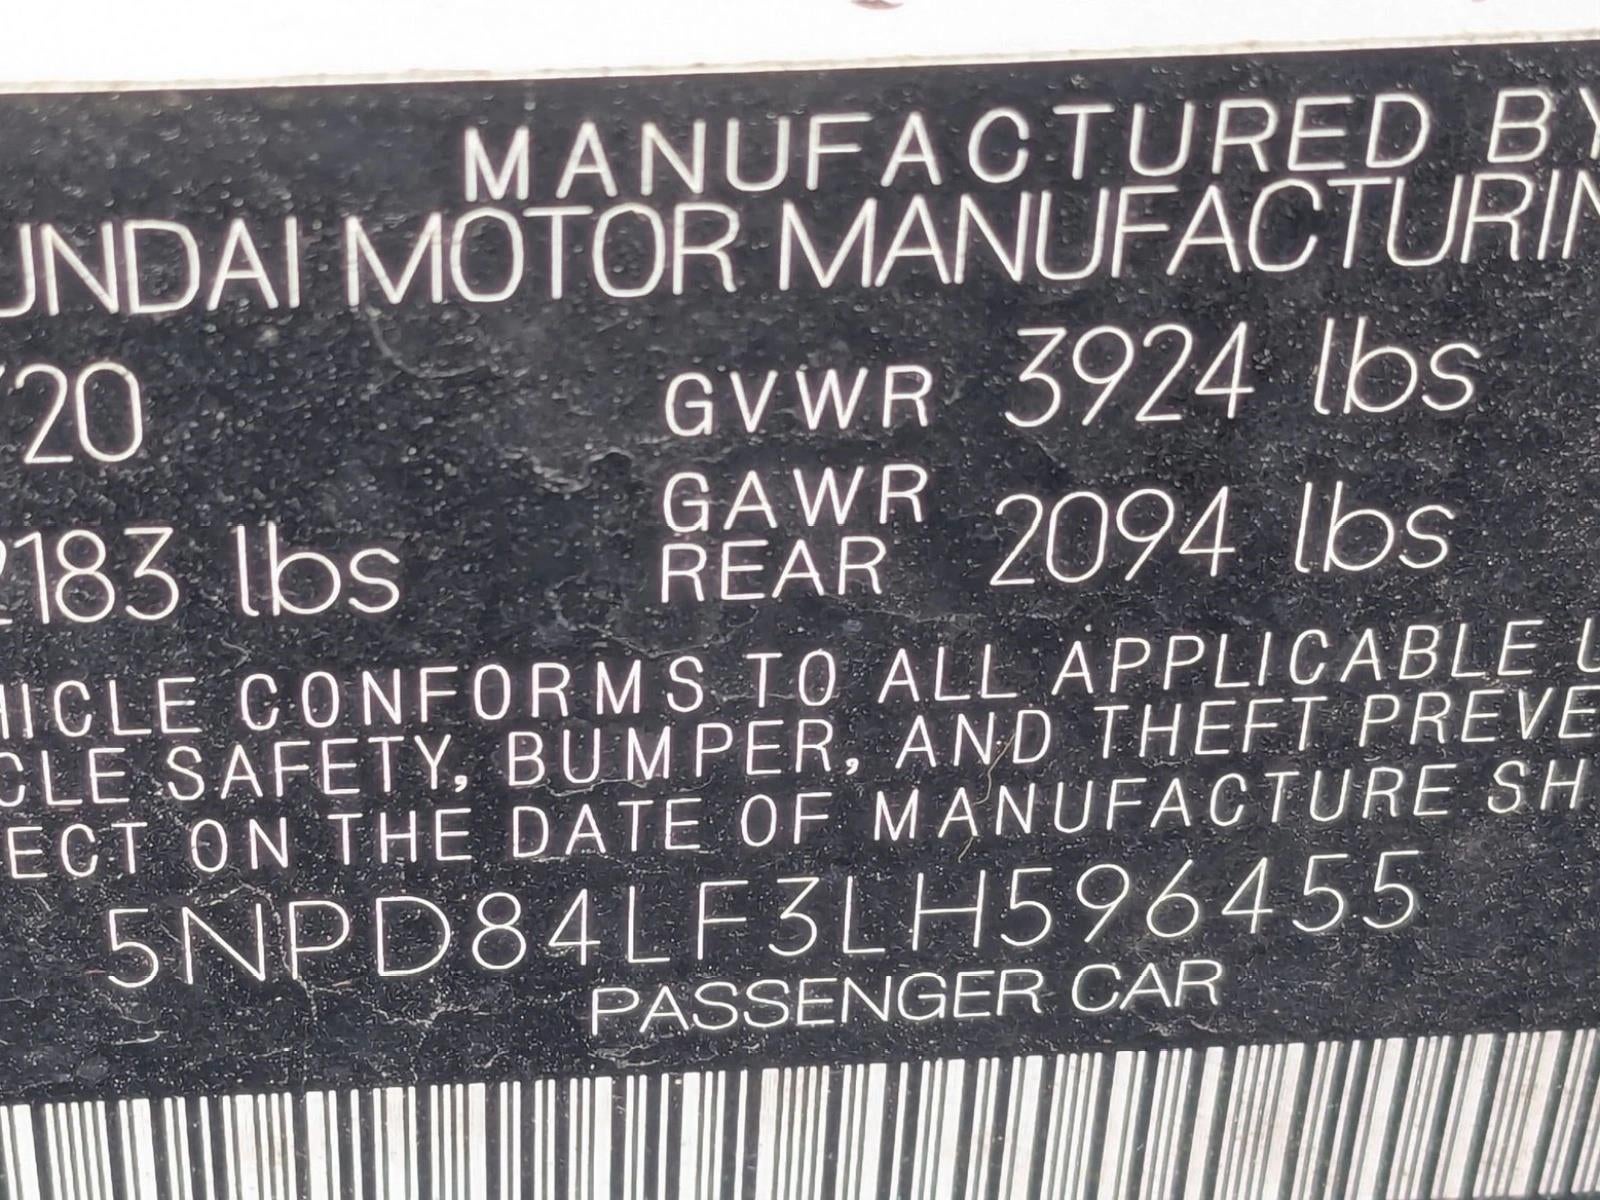 MANUFACTURED BY
UNDAI MOTOR MANUFACTURIN
/20 GVWR 3924 lbs
2183 lbs GAWR REAR 2094 lbs
HICLE CONFORMS TO ALL APPLICABLE U
CLE SAFETY, BUMPER, AND THEFT PREVE
ECT ON THE DATE OF MANUFACTURE SH
5NPD84LF3LH596455
PASSENGER CAR